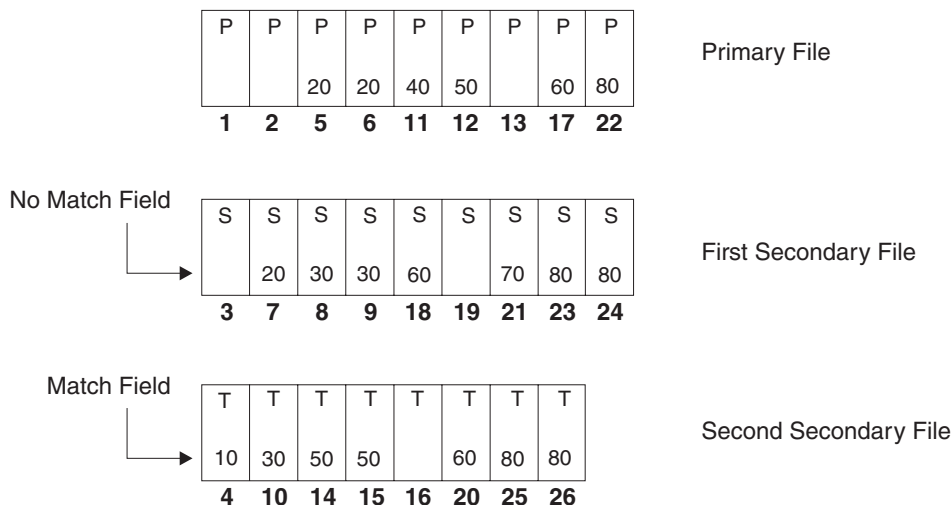 P P P P P P P P P
Primary File
20 20 40 50 60 80
1 2 5 6 11 12 13 17 22
No Match Field
S S S S S S S S S
First Secondary File
20 30 30 60 70 80 80
3 7 8 9 18 19 21 23 24
Match Field
T T T T T T T T
Second Secondary File
10 30 50 50 60 80 80
4 10 14 15 16 20 25 26